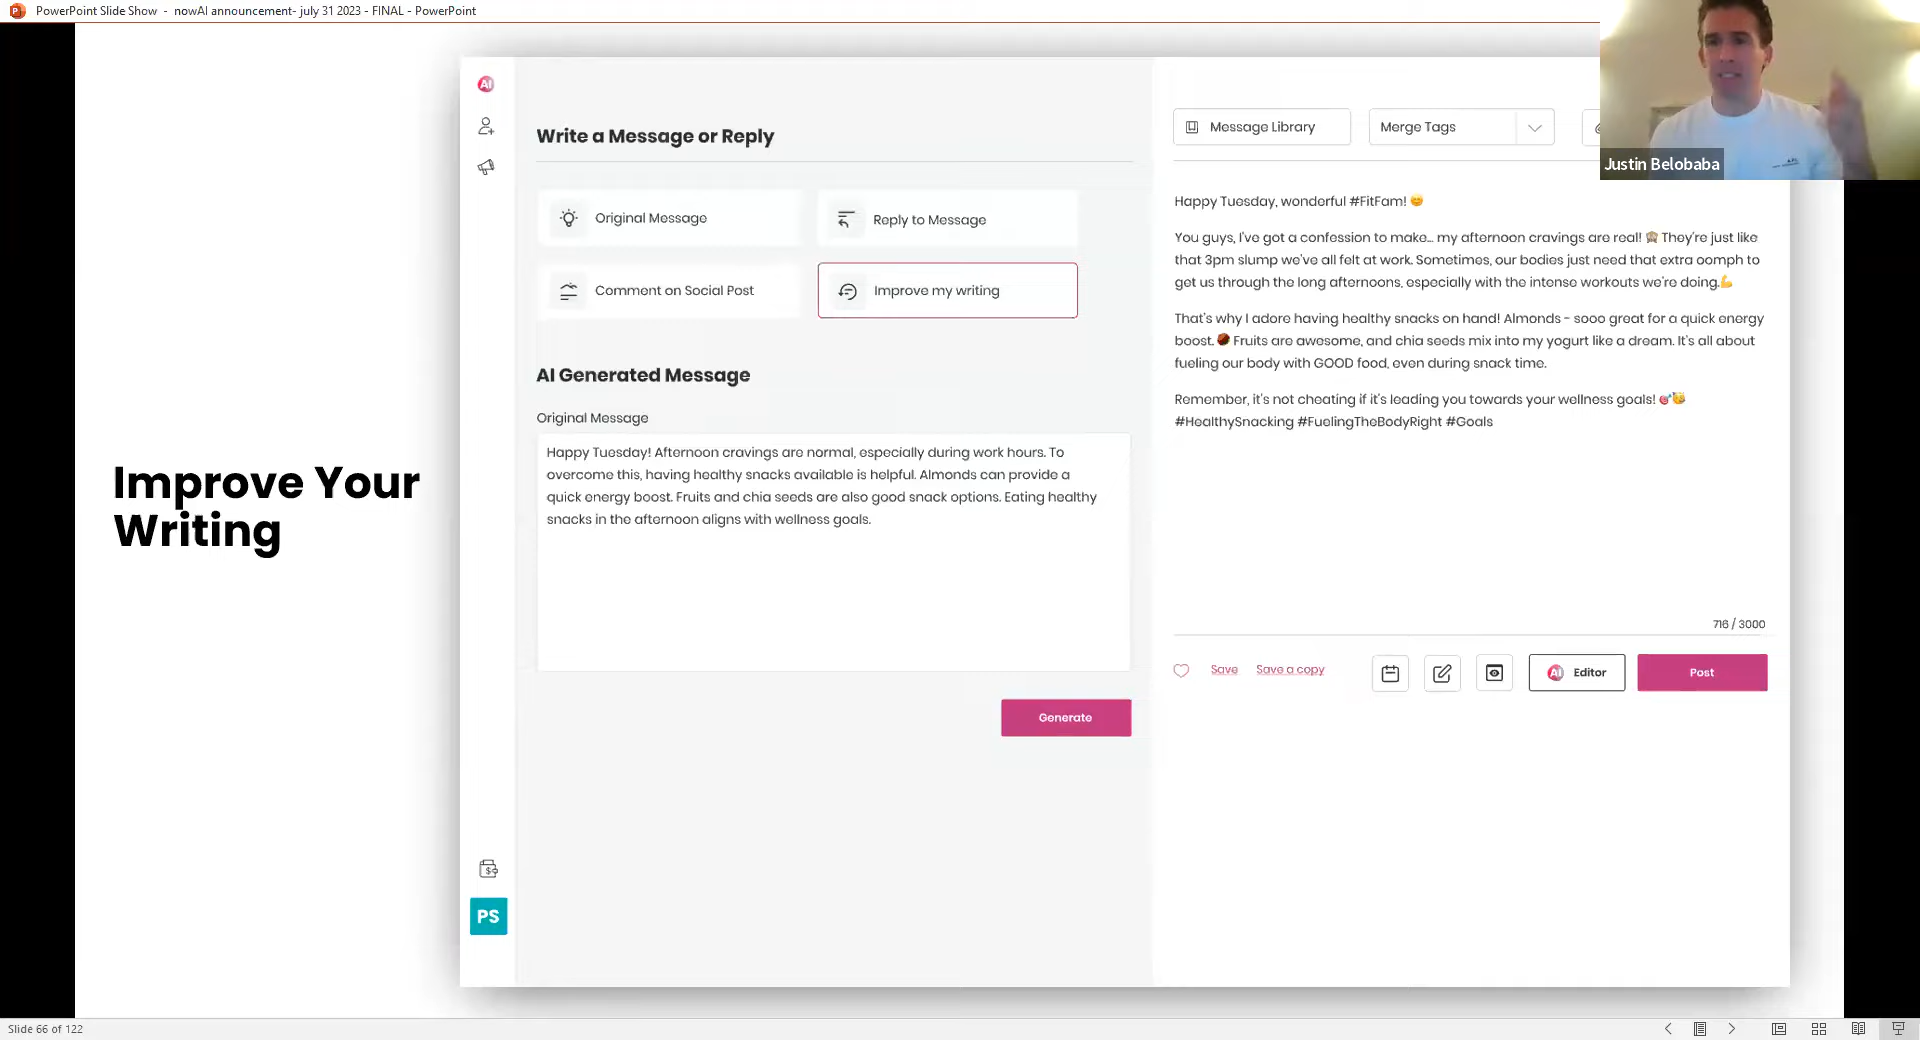 PowerPoint Slide Show - nowAI announcement- july 31 2023 - FINAL - PowerPoint
Justin Belobaba
Improve Your
Writing
AI
PS
Write a Message or Reply
Original Message
Reply to Message
Comment on Social Post
Improve my writing
AI Generated Message
Original Message
Happy Tuesday! Afternoon cravings are normal, especially during work hours. To
overcome this, having healthy snacks available is helpful. Almonds can provide a
quick energy boost. Fruits and chia seeds are also good snack options. Eating healthy
snacks in the afternoon aligns with wellness goals.
Generate
Message Library
Merge Tags
Happy Tuesday, wonderful #FitFam! 😊
You guys, I've got a confession to make... my afternoon cravings are real! 🙈 They're just like
that 3pm slump we've all felt at work. Sometimes, our bodies just need that extra oomph to
get us through the long afternoons, especially with the intense workouts we're doing.💪
That's why I adore having healthy snacks on hand! Almonds - sooo great for a quick energy
boost. 🌰 Fruits are awesome, and chia seeds mix into my yogurt like a dream. It's all about
fueling our body with GOOD food, even during snack time.
Remember, it's not cheating if it's leading you towards your wellness goals! 🎯🥳
#HealthySnacking #FuelingTheBodyRight #Goals
716 / 3000
Save
Save a copy
AI Editor
Post
Slide 66 of 122